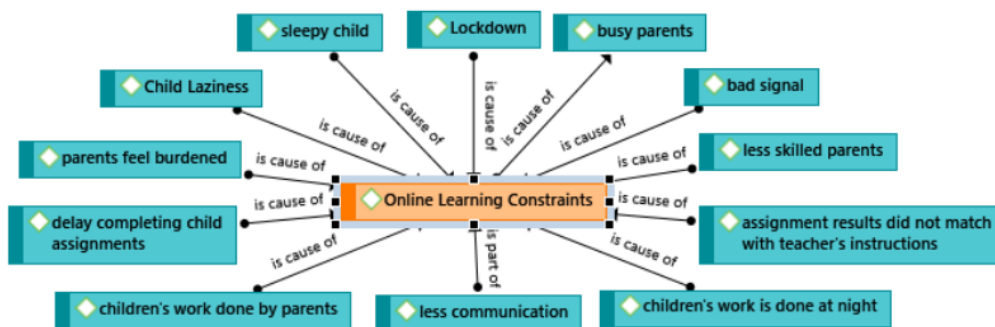 sleepy child
Lockdown
busy parents
Child Laziness
bad signal
is cause of
is cause of
is cause of
is cause of
is cause of
parents feel burdened
is cause of
is cause of
less skilled parents
Online Learning Constraints
delay completing child
assignments
is cause of
is cause of
assignment results did not match
with teacher's instructions
is cause of
is part of
is cause of
children's work done by parents
less communication
children's work is done at night